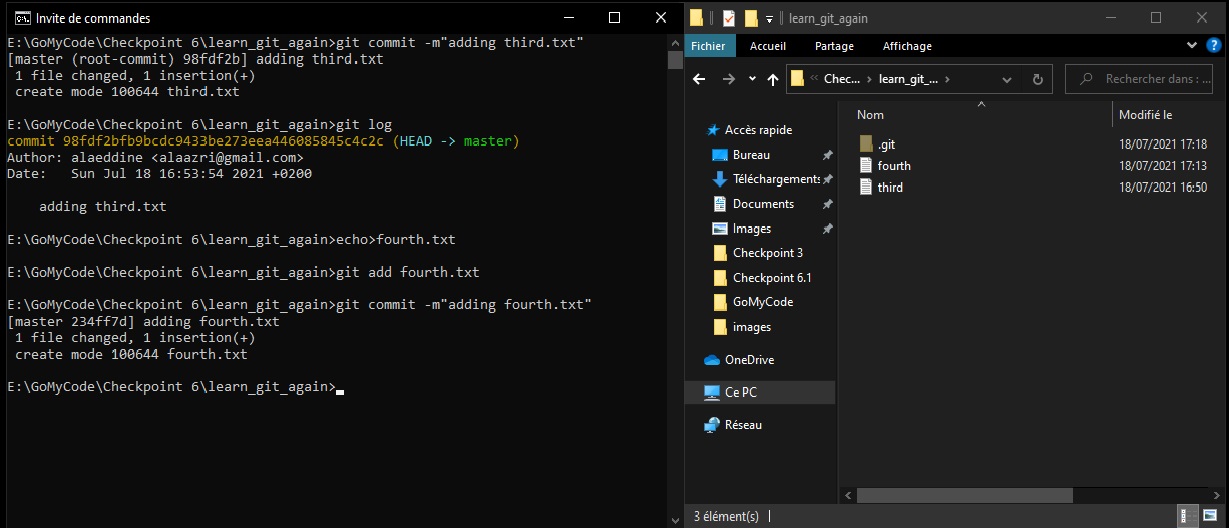 Invite de commandes
E:\GoMyCode\Checkpoint 6\learn_git_again>git commit -m"adding third.txt"
[master (root-commit) 98fdf2b] adding third.txt
 1 file changed, 1 insertion(+)
 create mode 100644 third.txt
E:\GoMyCode\Checkpoint 6\learn_git_again>git log
commit 98fdf2bfb9bcdc9433be273eea446085845c4c2c (HEAD -> master)
Author: alaeddine <alaazri@gmail.com>
Date:   Sun Jul 18 16:53:54 2021 +0200
    adding third.txt
E:\GoMyCode\Checkpoint 6\learn_git_again>echo>fourth.txt
E:\GoMyCode\Checkpoint 6\learn_git_again>git add fourth.txt
E:\GoMyCode\Checkpoint 6\learn_git_again>git commit -m"adding fourth.txt"
[master 234ff7d] adding fourth.txt
 1 file changed, 1 insertion(+)
 create mode 100644 fourth.txt
E:\GoMyCode\Checkpoint 6\learn_git_again>
learn_git_again
Fichier Accueil Partage Affichage
Chec... learn_git_... Rechercher dans : ...
Accès rapide
Bureau
Téléchargements
Documents
Images
Checkpoint 3
Checkpoint 6.1
GoMyCode
images
OneDrive
Ce PC
Réseau
Nom Modifié le
.git 18/07/2021 17:18
fourth 18/07/2021 17:13
third 18/07/2021 16:50
3 élément(s)